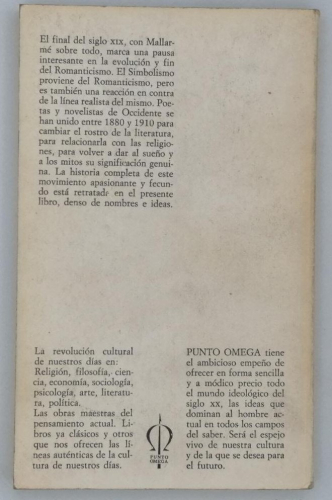 El final del siglo XIX, con Mallar-
mé sobre todo, marca una pausa
interesante en la evolución y fin
del Romanticismo. El Simbolismo
proviene del Romanticismo, pero
es también una reacción en contra
de la línea realista del mismo. Poe-
tas y novelistas de Occidente se
han unido entre 1880 y 1910 para
cambiar el rostro de la literatura,
para relacionarla con las religio-
nes, para volver a dar al sueño y
a los mitos su significación genui-
na. La historia completa de este
movimiento apasionante y fecun-
do está retratada en el presente
libro, denso de nombres e ideas.
La revolución cultural
de nuestros días en:
Religión, filosofía, cien-
cia, economía, sociología,
psicología, arte, literatu-
ra, política.
Las obras maestras del
pensamiento actual. Li-
bros ya clásicos y otros
que nos ofrecen las lí-
neas auténticas de la cul-
tura de nuestros días.
PUNTO
OMEGA
PUNTO OMEGA tiene
el ambicioso empeño de
ofrecer en forma sencilla
y a módico precio todo
el mundo ideológico del
siglo XX, las ideas que
dominan al hombre actual
en todos los campos
del saber. Será el espejo
vivo de nuestra cultura
y de la que se desea para
el futuro.